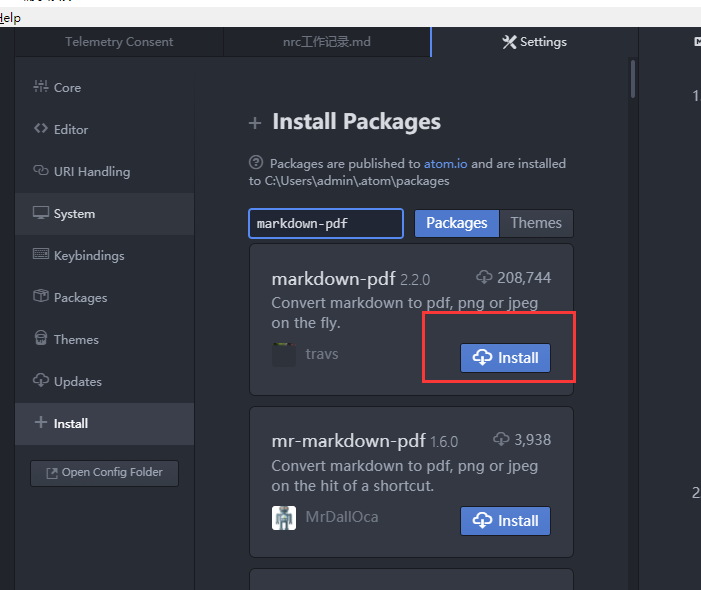 Help
Telemetry Consent
nrc工作记录.md
Settings
Core
Editor
URI Handling
System
Keybindings
Packages
Themes
Updates
Install
Open Config Folder
Install Packages
Packages are published to atom.io and are installed
to C:\Users\admin\.atom\packages
markdown-pdf
Packages
Themes
markdown-pdf 2.2.0
208,744
Convert markdown to pdf, png or jpeg
on the fly.
travs
Install
mr-markdown-pdf 1.6.0
3,938
Convert markdown to pdf, png or jpeg
on the hit of a shortcut.
MrDallOca
Install
1
2